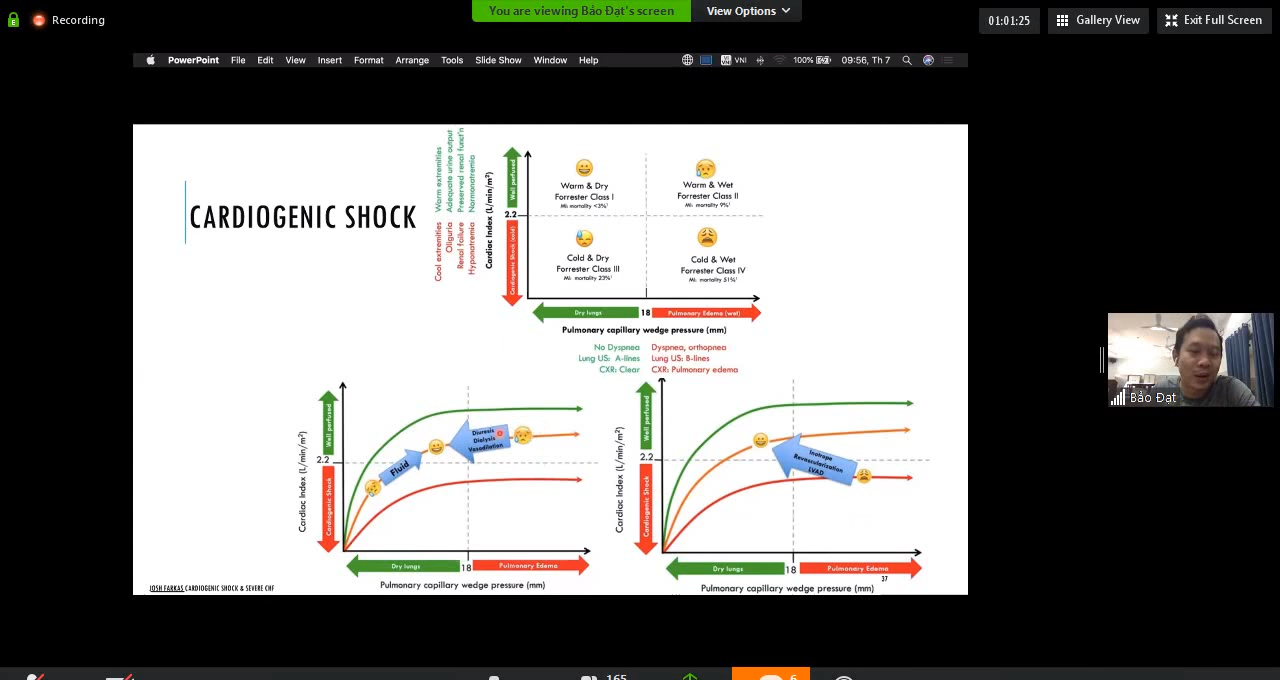 Recording
You are viewing Bảo Đạt's screen
View Options
01:01:25
Gallery View
Exit Full Screen
PowerPoint File Edit View Insert Format Arrange Tools Slide Show Window Help
VNI 100% 09:56, Th 7
CARDIOGENIC SHOCK
Warm extremities
Adequate urine output
Preserved renal funct'n
Normonatremia
Cool extremities
Oliguria
Renal failure
Hyponatremia
Cardiac Index (L/min/m²)
Well perfused
2.2
Cardiogenic Shock (cold)
Warm & Dry
Forrester Class I
MI: mortality <3%¹
Warm & Wet
Forrester Class II
MI: mortality 9%¹
Cold & Dry
Forrester Class III
MI: mortality 23%¹
Cold & Wet
Forrester Class IV
MI: mortality 51%¹
Dry lungs
18
Pulmonary Edema (wet)
Pulmonary capillary wedge pressure (mm)
No Dyspnea
Lung US: A-lines
CXR: Clear
Dyspnea, orthopnea
Lung US: B-lines
CXR: Pulmonary edema
Cardiac Index (L/min/m²)
Well perfused
2.2
Cardiogenic Shock
Fluid
Diuresis
Dialysis
Vasodilation
Dry lungs
18
Pulmonary Edema
Pulmonary capillary wedge pressure (mm)
Cardiac Index (L/min/m²)
Well perfused
2.2
Cardiogenic Shock
Inotrope
Revascularization
LVAD
Dry lungs
18
Pulmonary Edema
Pulmonary capillary wedge pressure (mm)
37
JOSH FARKAS CARDIOGENIC SHOCK & SEVERE CHF
Bảo Đạt
165
6